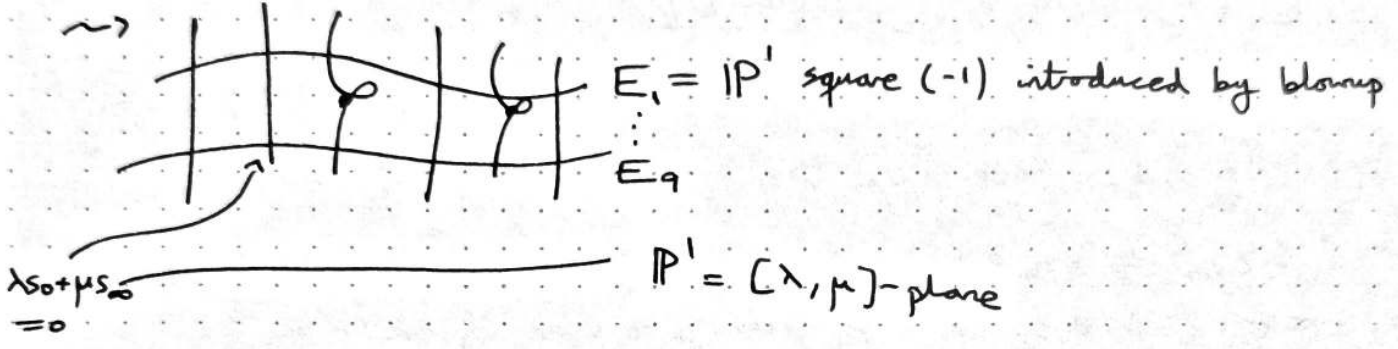 ⇝
E₁ = ℙ¹ square (-1) introduced by blowup
⋮
E₉
λs₀+μs∞
=0
ℙ¹ = [λ,μ]-plane